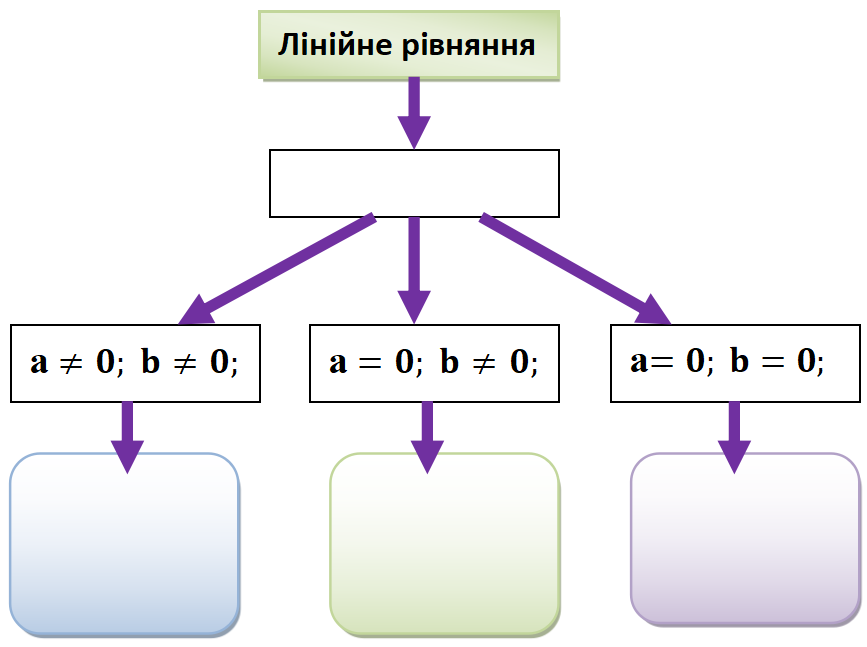 Лінійне рівняння
a ≠ 0; b ≠ 0;
a = 0; b ≠ 0;
a= 0; b = 0;